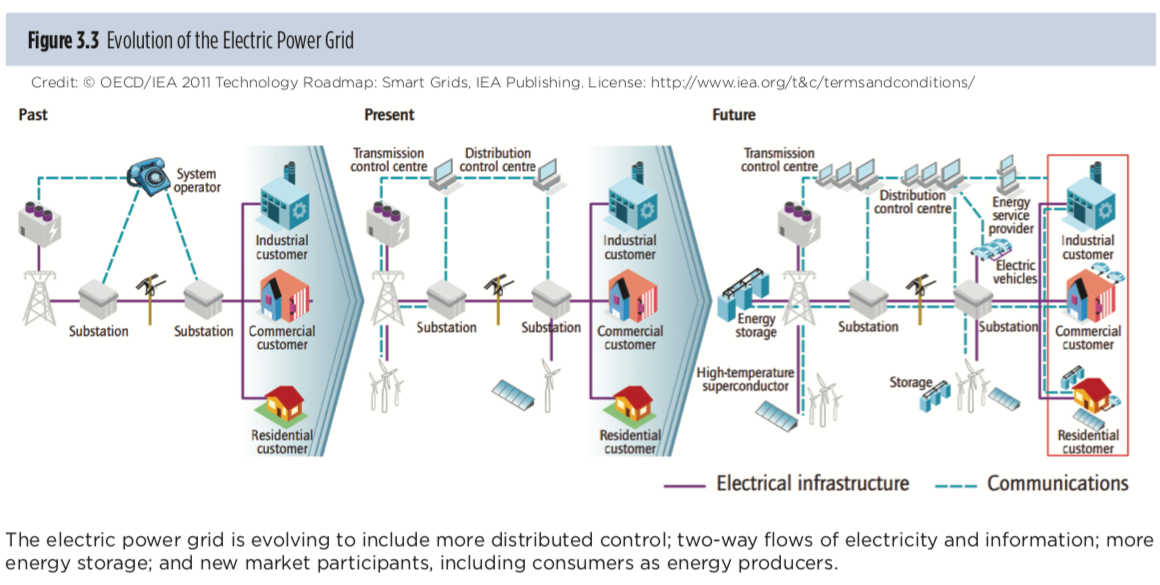 Figure 3.3 Evolution of the Electric Power Grid
Credit: © OECD/IEA 2011 Technology Roadmap: Smart Grids, IEA Publishing. License: http://www.iea.org/t&c/termsandconditions/
Past
System
operator
Substation
Substation
Industrial
customer
Commercial
customer
Residential
customer
Present
Transmission
control centre
Distribution
control centre
Substation
Substation
Industrial
customer
Commercial
customer
Residential
customer
Future
Transmission
control centre
Distribution
control centre
Energy
service
provider
Electric
vehicles
Energy
storage
Substation
Substation
High-temperature
superconductor
Storage
Industrial
customer
Commercial
customer
Residential
customer
Electrical infrastructure
Communications
The electric power grid is evolving to include more distributed control; two-way flows of electricity and information; more
energy storage; and new market participants, including consumers as energy producers.